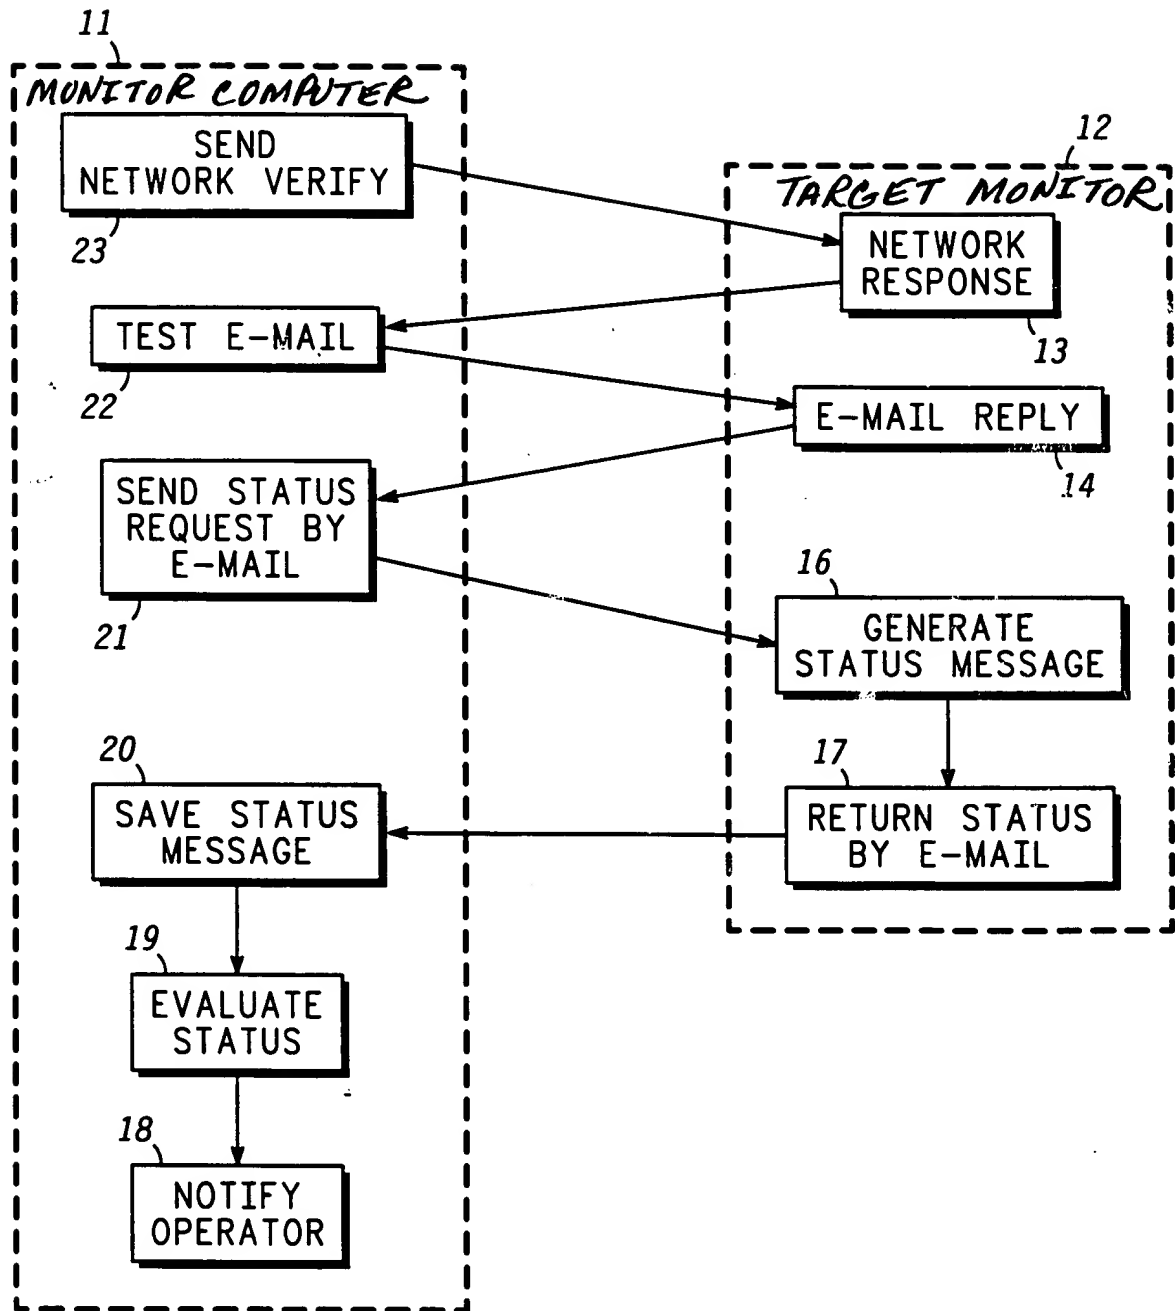 11
MONITOR COMPUTER
SEND
NETWORK VERIFY
23
12
TARGET MONITOR
NETWORK
RESPONSE
13
TEST E-MAIL
22
E-MAIL REPLY
14
SEND STATUS
REQUEST BY
E-MAIL
21
16
GENERATE
STATUS MESSAGE
20
SAVE STATUS
MESSAGE
17
RETURN STATUS
BY E-MAIL
19
EVALUATE
STATUS
18
NOTIFY
OPERATOR